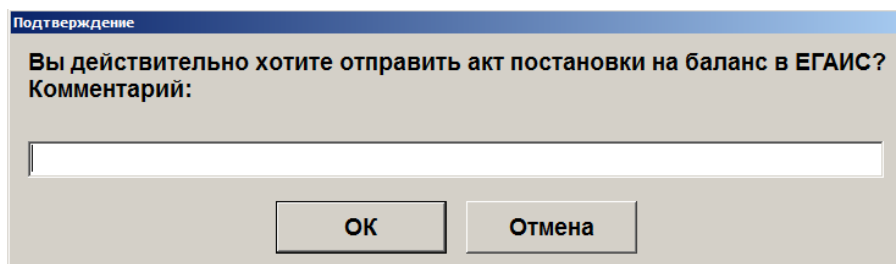 Подтверждение
Вы действительно хотите отправить акт постановки на баланс в ЕГАИС?
Комментарий:
ОК
Отмена